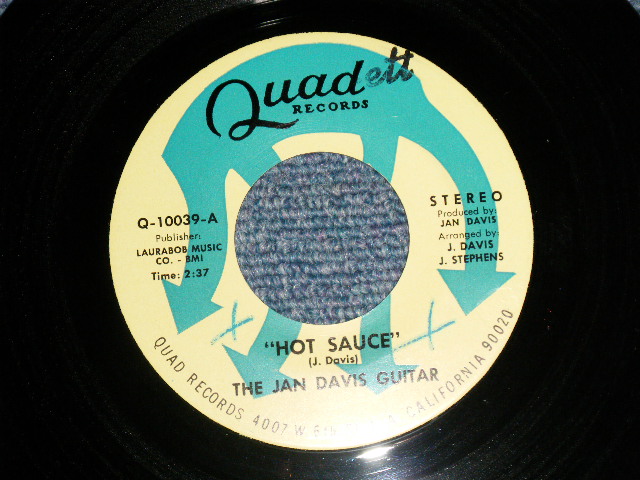 Quadett
RECORDS
Q-10039-A
Publisher:
LAURABOB MUSIC
CO. - BMI
Time: 2:37
STEREO
Produced by:
JAN DAVIS
Arranged by:
J. DAVIS
J. STEPHENS
"HOT SAUCE"
(J. Davis)
THE JAN DAVIS GUITAR
QUAD RECORDS 4007 W 6th CALIFORNIA 90020